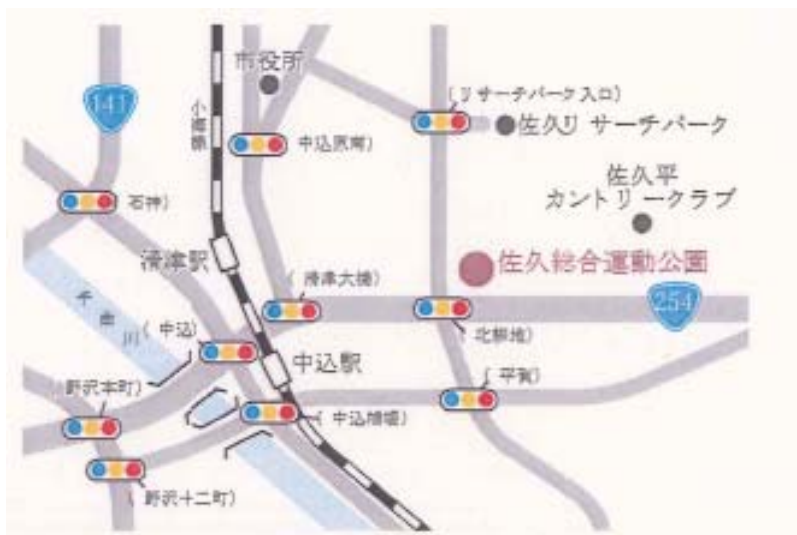 市役所
141
小海線
(リサーチパーク入口)
佐久リサーチパーク
中込原南)
佐久平
カントリークラブ
石神)
滑津駅
佐久総合運動公園
(滑津大橋)
254
千曲川
(中込)
中込駅
(平賀)
(野沢本町)
(中込橋場)
(野沢十二町)